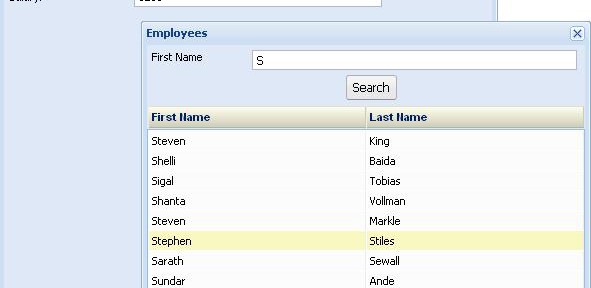 Employees
First Name S
Search
First Name Last Name
Steven King
Shelli Baida
Sigal Tobias
Shanta Vollman
Steven Markle
Stephen Stiles
Sarath Sewall
Sundar Ande